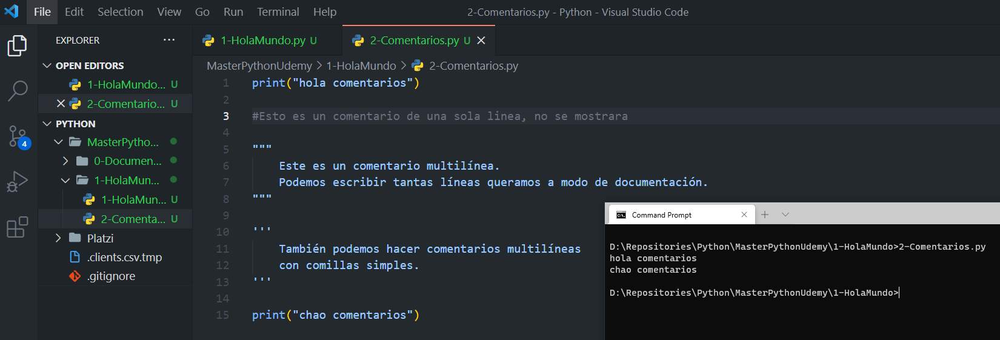 File Edit Selection View Go Run Terminal Help 2-Comentarios.py - Python - Visual Studio Code
EXPLORER ···
OPEN EDITORS
1-HolaMundo... U
2-Comentario... U
PYTHON
MasterPytho...
0-Documen...
1-HolaMun...
1-HolaMun... U
2-Comenta... U
Platzi
.clients.csv.tmp
.gitignore
4
1-HolaMundo.py U 2-Comentarios.py U
MasterPythonUdemy > 1-HolaMundo > 2-Comentarios.py
1 print("hola comentarios")
2
3 #Esto es un comentario de una sola linea, no se mostrara
4
5 """
6 Este es un comentario multilínea.
7 Podemos escribir tantas líneas queramos a modo de documentación.
8 """
9
10 '''
11 También podemos hacer comentarios multilíneas
12 con comillas simples.
13 '''
14
15 print("chao comentarios")
C:\. Command Prompt
D:\Repositories\Python\MasterPythonUdemy\1-HolaMundo>2-Comentarios.py
hola comentarios
chao comentarios
D:\Repositories\Python\MasterPythonUdemy\1-HolaMundo>